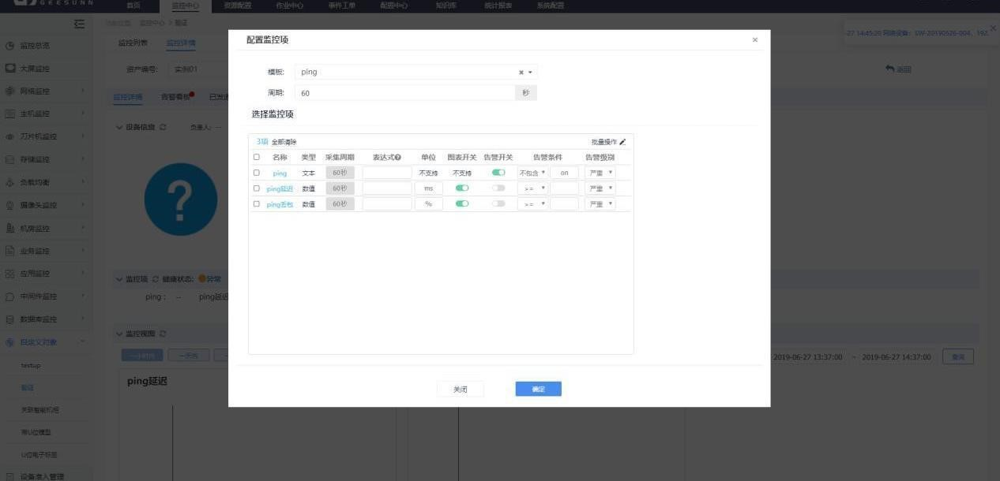 GEESUNN
首页 监控中心 资源配置 作业中心 事件工单 配置中心 知识库 统计报表 系统配置
当前位置: 监控中心 > 验证
监控列表 监控详情
-27 14:45:20 网络设备: SW-20190526-004、192.
资产编号: 实例01
返回
监控详情 告警看板 已发通
设备信息 负责人: --
监控总览
大屏监控
网络监控
主机监控
刀片机监控
存储监控
负载均衡
摄像头监控
机房监控
业务监控
应用监控
中间件监控
数据库监控
自定义对象
testup
验证
关联智能机柜
带U位模型
U位电子标签
设备准入管理
监控项 健康状态: 异常
ping : -- ping延迟
监控视图
一小时内 一天内
2019-06-27 13:37:00 ~ 2019-06-27 14:37:00 查询
ping延迟
配置监控项 ×
模板: ping
周期: 60 秒
选择监控项
3项 全部清除 批量操作
名称 类型 采集周期 表达式 单位 图表开关 告警开关 告警条件 告警级别
ping 文本 60秒 不支持 不支持 不包含 on 严重
ping延迟 数值 60秒 ms >= 严重
ping丢包 数值 60秒 % >= 严重
关闭 确定